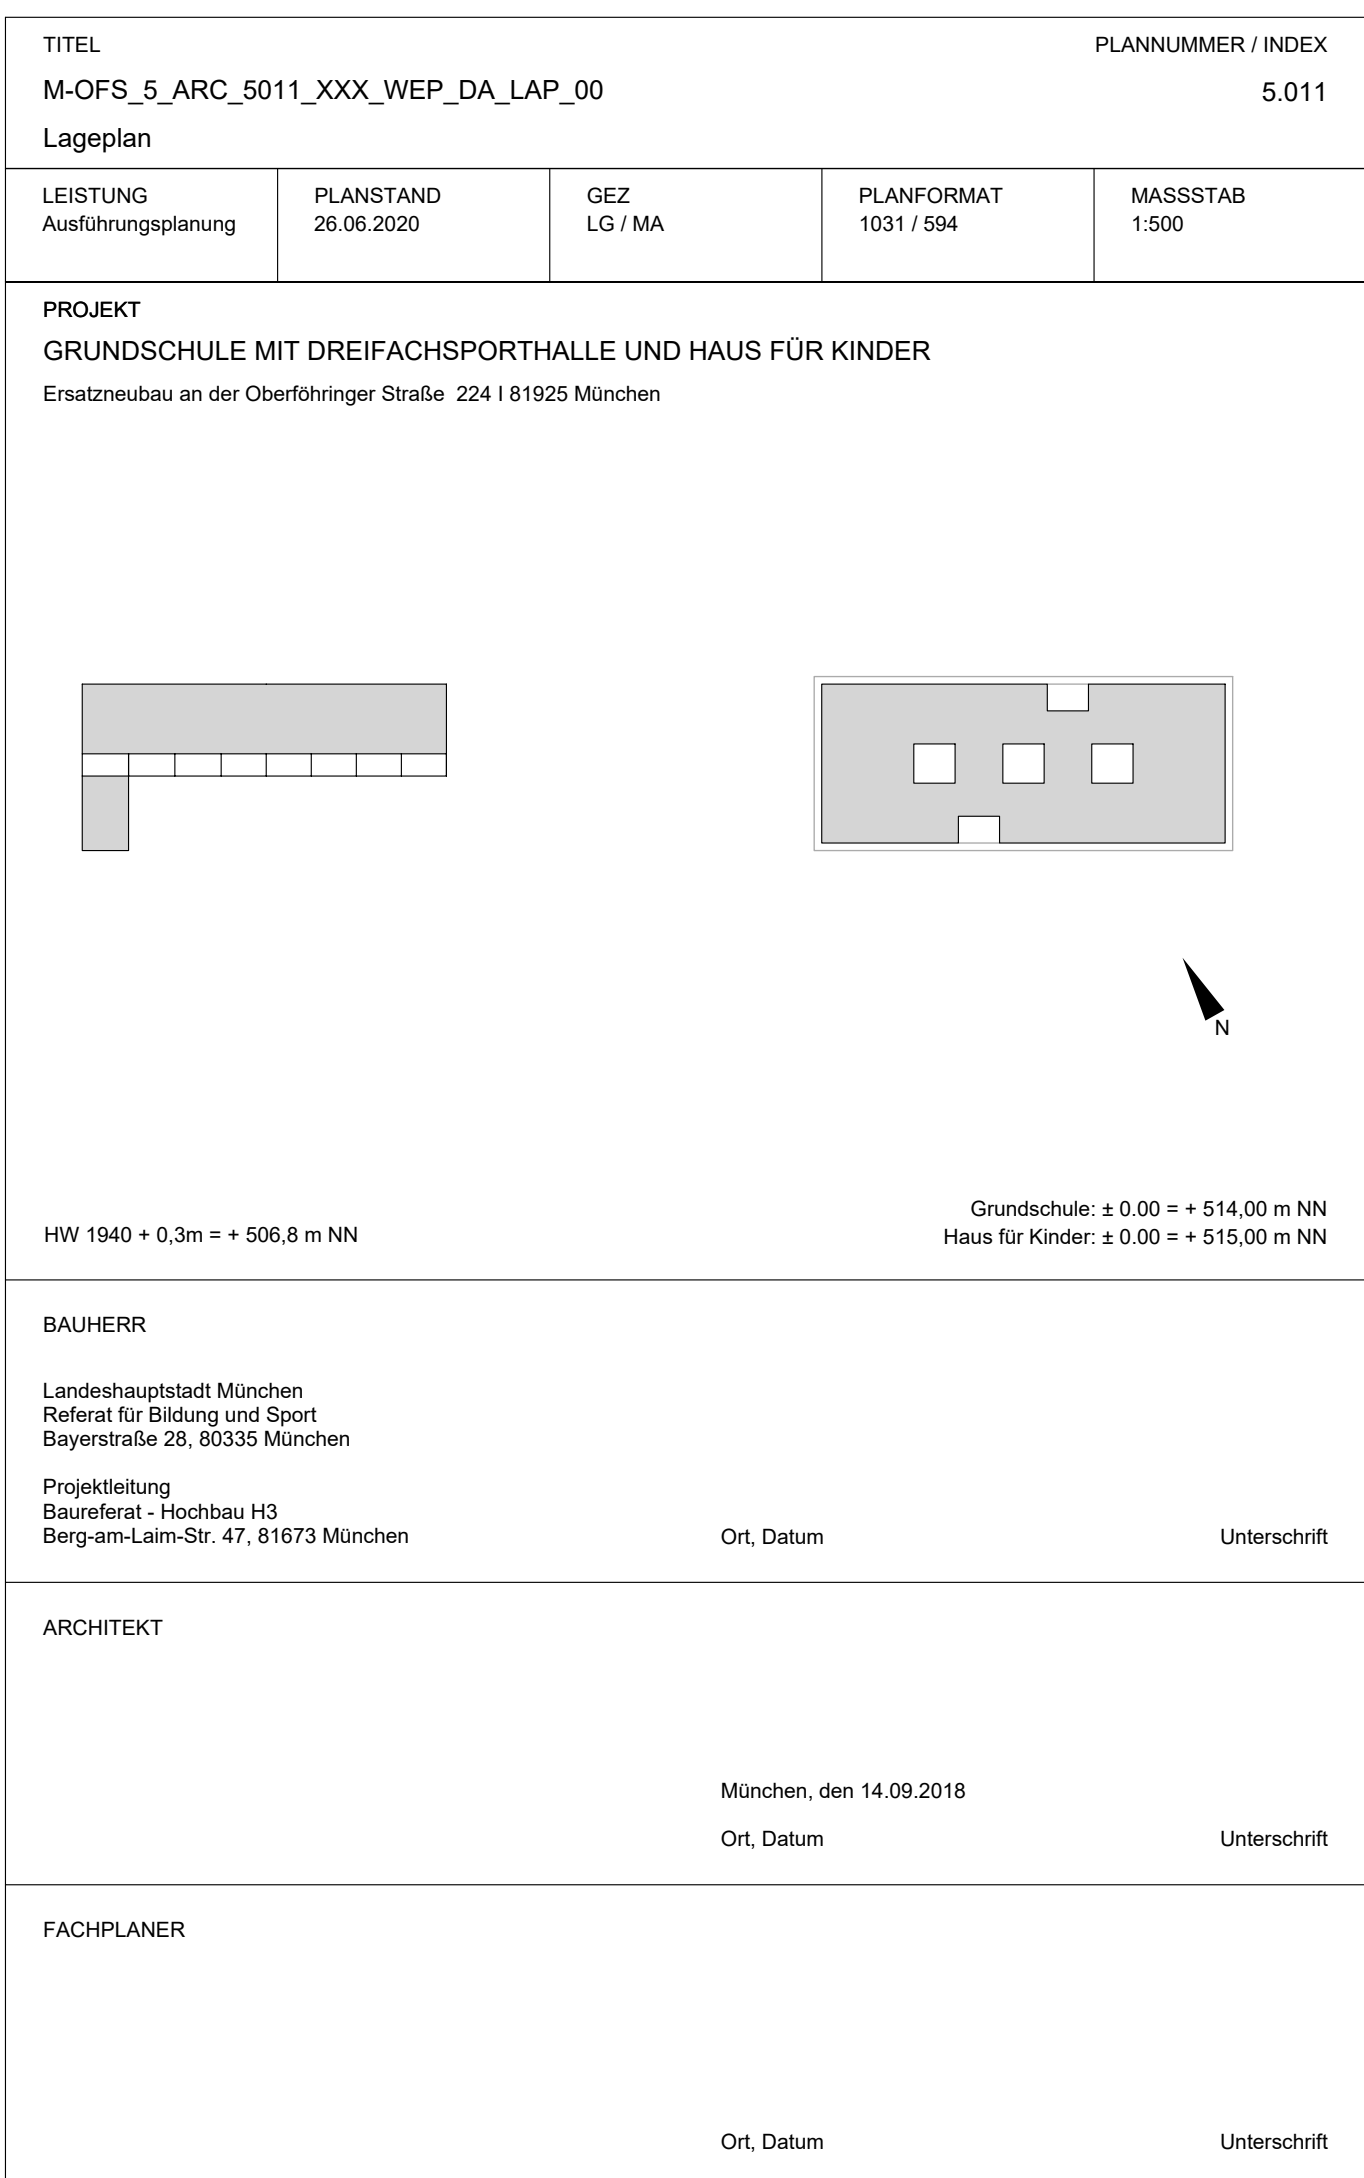 TITEL
PLANNUMMER / INDEX
M-OFS_5_ARC_5011_XXX_WEP_DA_LAP_00
5.011
Lageplan
LEISTUNG
Ausführungsplanung
PLANSTAND
26.06.2020
GEZ
LG / MA
PLANFORMAT
1031 / 594
MASSSTAB
1:500
PROJEKT
GRUNDSCHULE MIT DREIFACHSPORTHALLE UND HAUS FÜR KINDER
Ersatzneubau an der Oberföhringer Straße 224 I 81925 München
N
HW 1940 + 0,3m = + 506,8 m NN
Grundschule: ± 0.00 = + 514,00 m NN
Haus für Kinder: ± 0.00 = + 515,00 m NN
BAUHERR
Landeshauptstadt München
Referat für Bildung und Sport
Bayerstraße 28, 80335 München
Projektleitung
Baureferat - Hochbau H3
Berg-am-Laim-Str. 47, 81673 München
Ort, Datum
Unterschrift
ARCHITEKT
München, den 14.09.2018
Ort, Datum
Unterschrift
FACHPLANER
Ort, Datum
Unterschrift